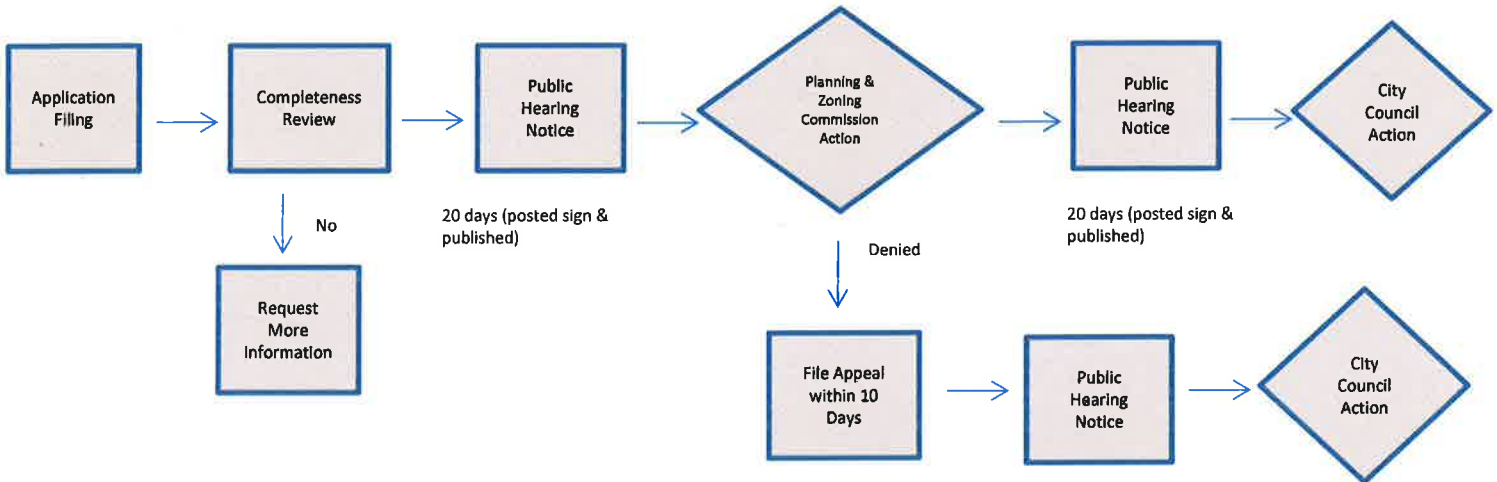 Application
Filing
Completeness
Review
Public
Hearing
Notice
Planning &
Zoning
Commission
Action
Public
Hearing
Notice
City
Council
Action
20 days (posted sign &
published)
20 days (posted sign &
published)
No
Denied
Request
More
Information
File Appeal
within 10
Days
Public
Hearing
Notice
City
Council
Action